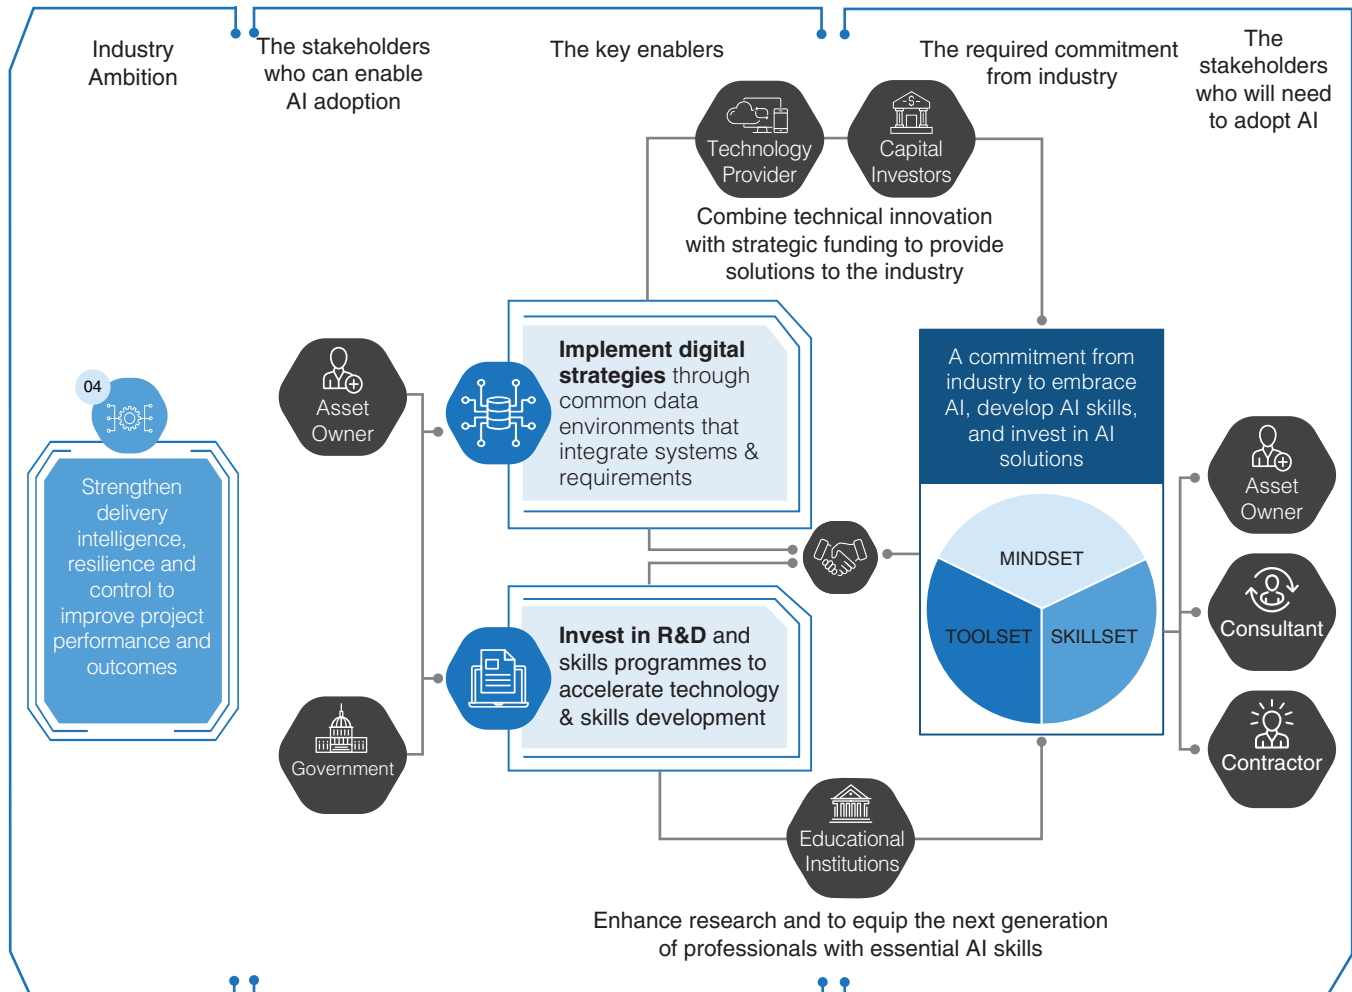 Industry
Ambition
The stakeholders
who can enable
AI adoption
The key enablers
The required commitment
from industry
The
stakeholders
who will need
to adopt AI
Technology
Provider
Capital
Investors
Combine technical innovation
with strategic funding to provide
solutions to the industry
04
Strengthen
delivery
intelligence,
resilience and
control to
improve project
performance and
outcomes
Asset
Owner
Government
Implement digital
strategies through
common data
environments that
integrate systems &
requirements
Invest in R&D and
skills programmes to
accelerate technology
& skills development
A commitment from
industry to embrace
AI, develop AI skills,
and invest in AI
solutions
MINDSET
TOOLSET
SKILLSET
Asset
Owner
Consultant
Contractor
Educational
Institutions
Enhance research and to equip the next generation
of professionals with essential AI skills